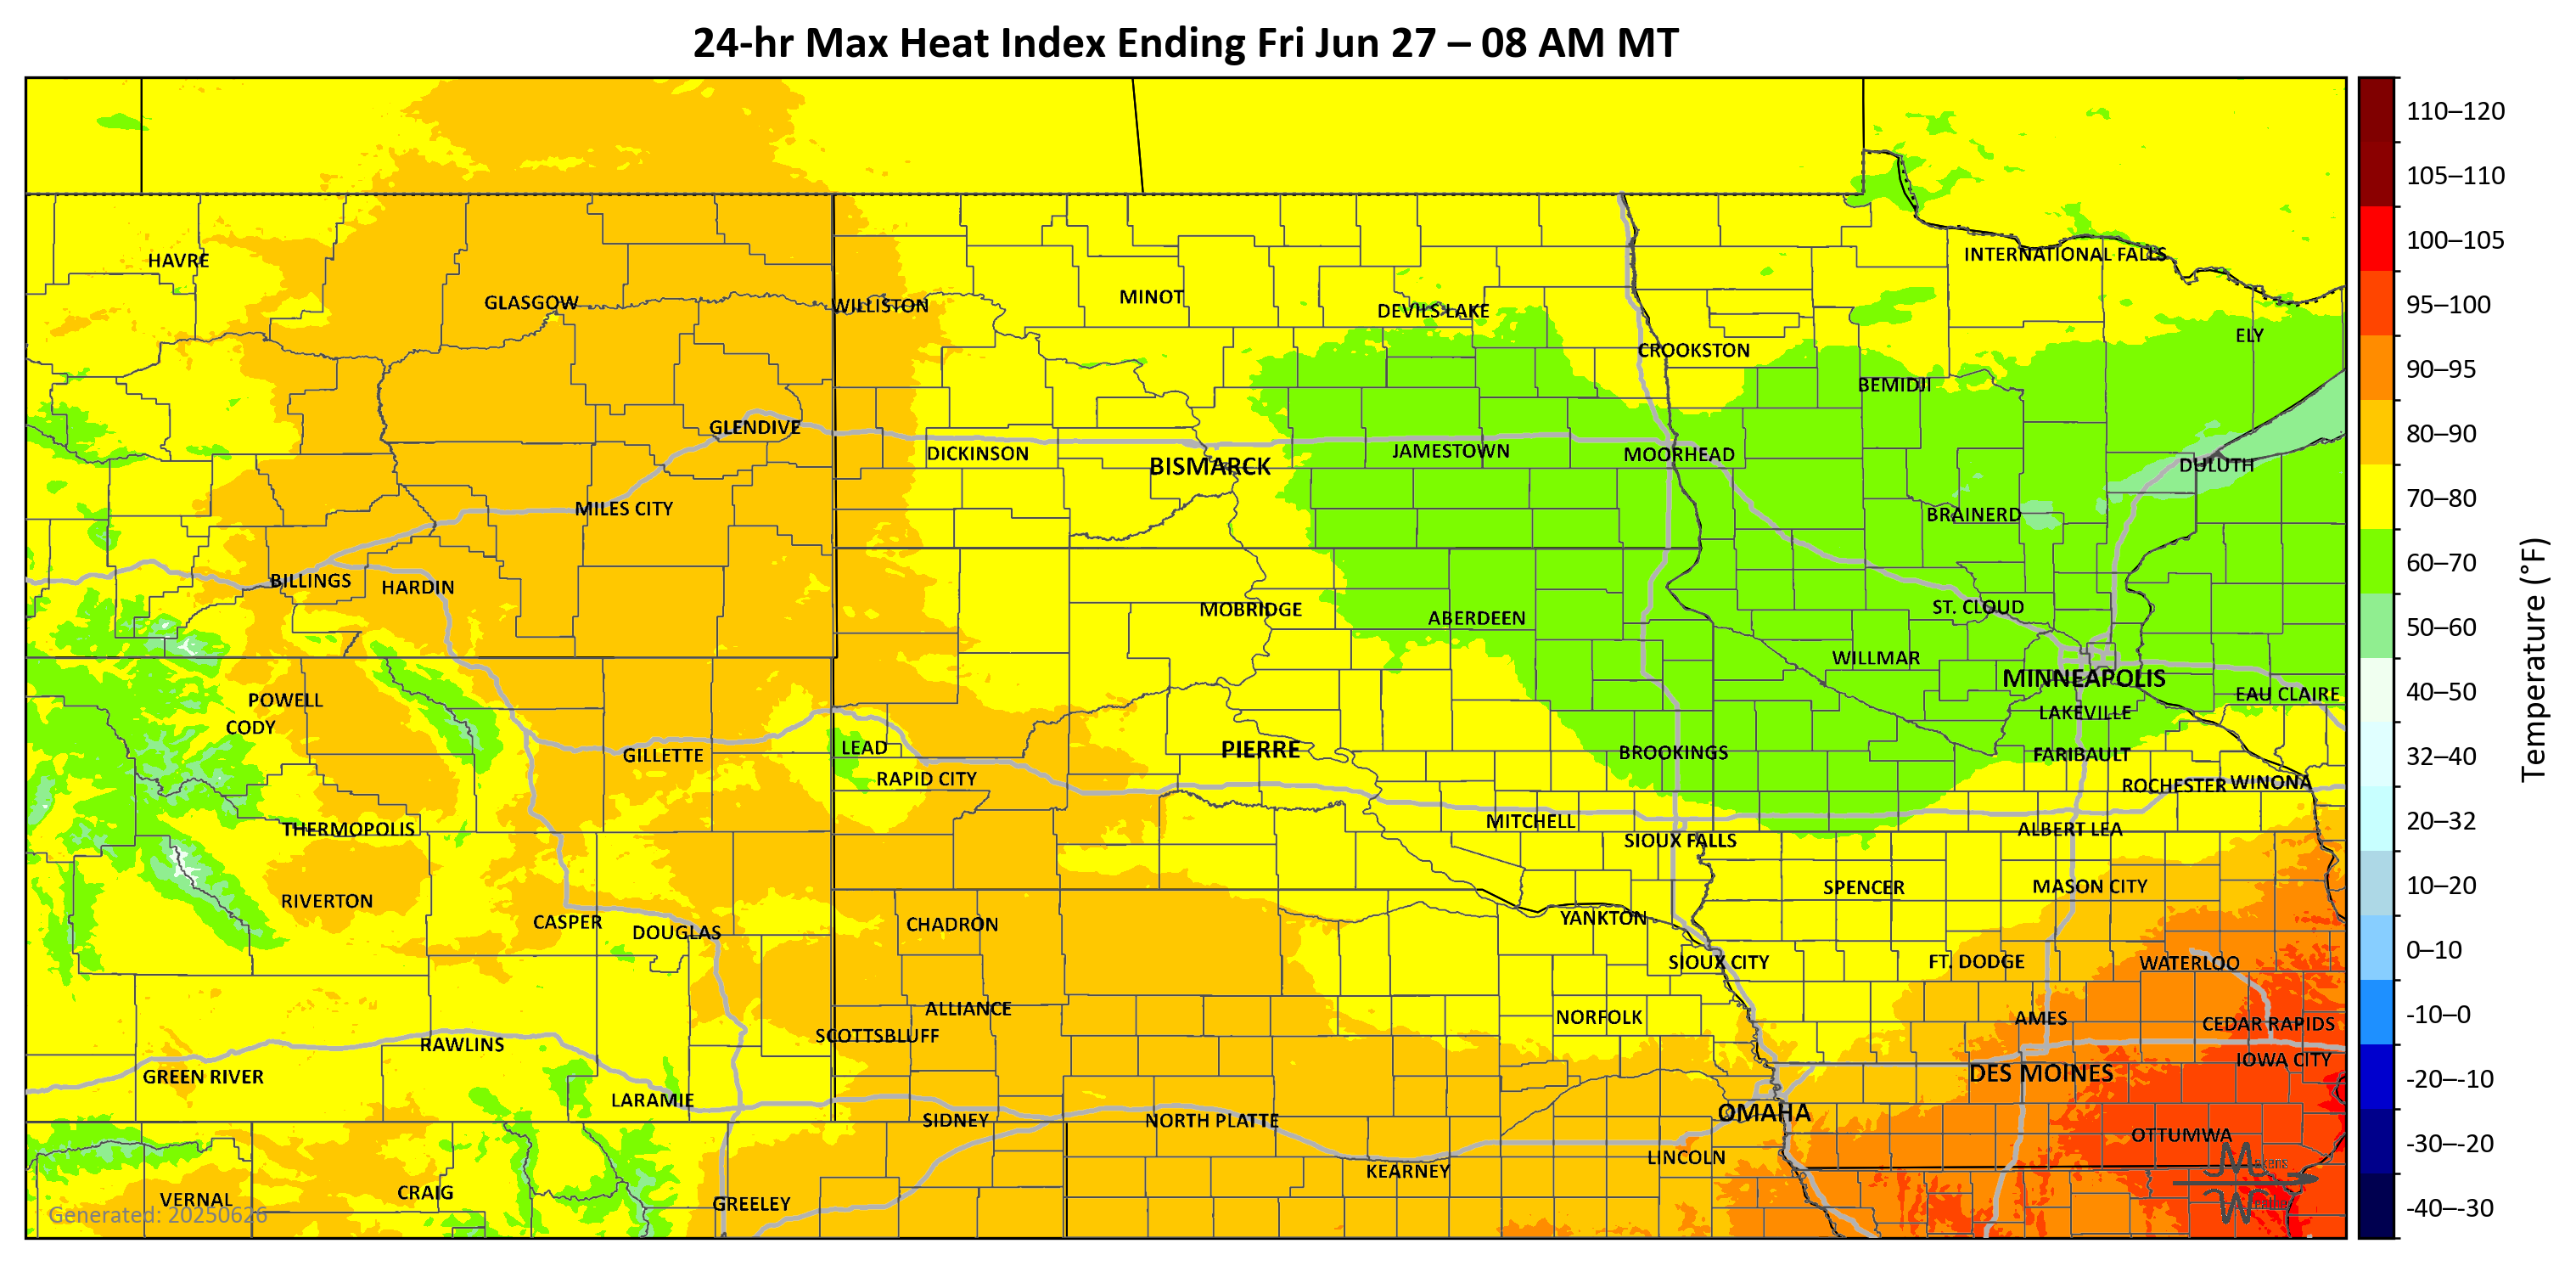 24-hr Max Heat Index Ending Fri Jun 27 – 08 AM MT
110–120
105–110
100–105
95–100
90–95
80–90
70–80
60–70
50–60
40–50
32–40
20–32
10–20
0–10
-10–0
-20–-10
-30–-20
-40–-30
Temperature (°F)
HAVRE
INTERNATIONAL FALLS
GLASGOW
WILLISTON
MINOT
DEVILS LAKE
ELY
CROOKSTON
BEMIDJI
GLENDIVE
DICKINSON
BISMARCK
JAMESTOWN
MOORHEAD
DULUTH
MILES CITY
BRAINERD
BILLINGS
HARDIN
MOBRIDGE
ABERDEEN
ST. CLOUD
WILLMAR
MINNEAPOLIS
EAU CLAIRE
POWELL
CODY
LAKEVILLE
GILLETTE
LEAD
PIERRE
BROOKINGS
FARIBAULT
RAPID CITY
ROCHESTER
WINONA
THERMOPOLIS
MITCHELL
SIOUX FALLS
ALBERT LEA
RIVERTON
SPENCER
MASON CITY
CASPER
DOUGLAS
CHADRON
YANKTON
SIOUX CITY
FT. DODGE
WATERLOO
ALLIANCE
NORFOLK
AMES
CEDAR RAPIDS
SCOTTSBLUFF
RAWLINS
IOWA CITY
GREEN RIVER
DES MOINES
LARAMIE
SIDNEY
NORTH PLATTE
OMAHA
OTTUMWA
KEARNEY
LINCOLN
VERNAL
CRAIG
GREELEY
Makens
Weather
Generated: 20250626